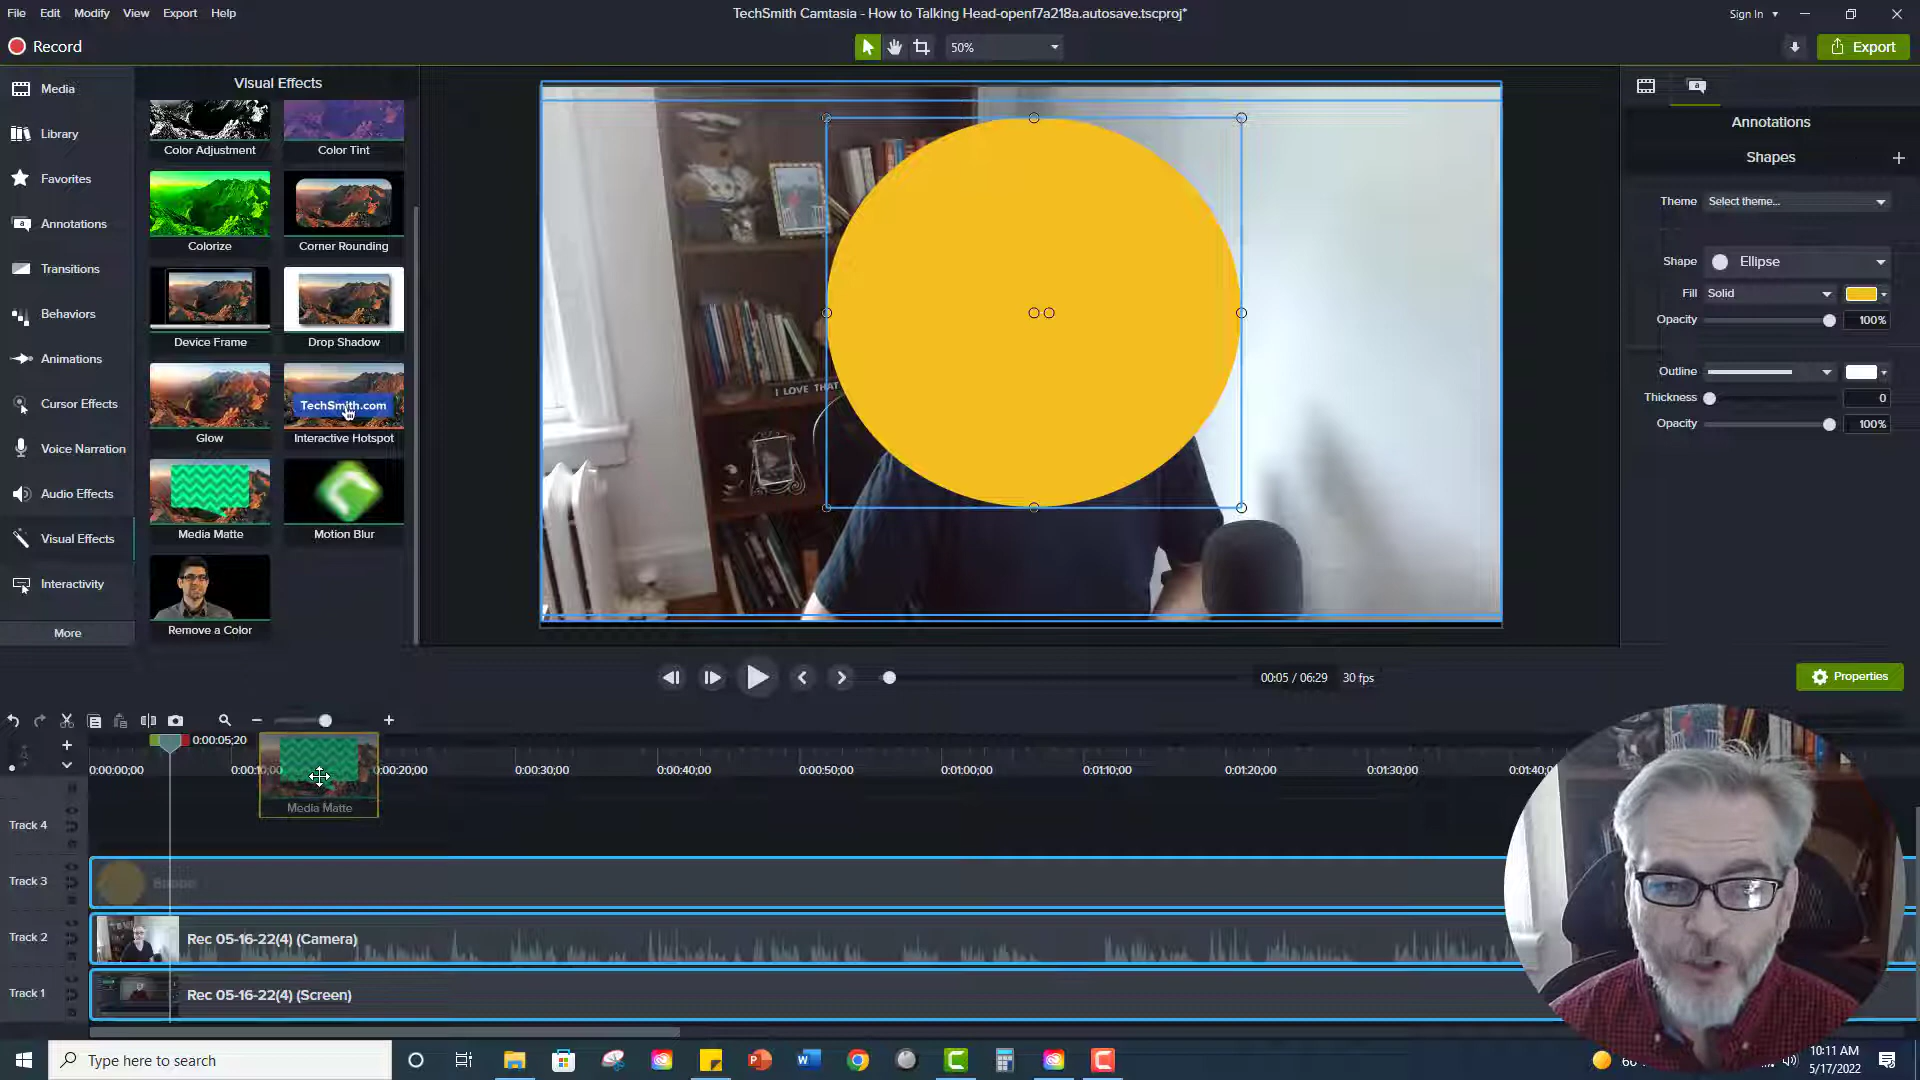 File Edit Modify View Export Help
TechSmith Camtasia - How to Talking Head-openf7a218a.autosave.tscproj*
Sign In
Record
50%
Export
Media
Library
Favorites
Annotations
Transitions
Behaviors
Animations
Cursor Effects
Voice Narration
Audio Effects
Visual Effects
Interactivity
More
Visual Effects
Color Adjustment
Color Tint
Colorize
Corner Rounding
Device Frame
Drop Shadow
Glow
TechSmith.com
Interactive Hotspot
Media Matte
Motion Blur
Remove a Color
I LOVE THAT
Annotations
Shapes
Theme Select theme...
Shape Ellipse
Fill Solid
Opacity 100%
Outline
Thickness 0
Opacity 100%
00:05 / 06:29 30 fps
Properties
0:00:05;20
0:00:00;00
0:00:10;00
0:00:20;00
0:00:30;00
0:00:40;00
0:00:50;00
0:01:00;00
0:01:10;00
0:01:20;00
0:01:30;00
Media Matte
Track 4
Track 3
Track 2
Rec 05-16-22(4) (Camera)
Track 1
Rec 05-16-22(4) (Screen)
Type here to search
10:11 AM
5/17/2022